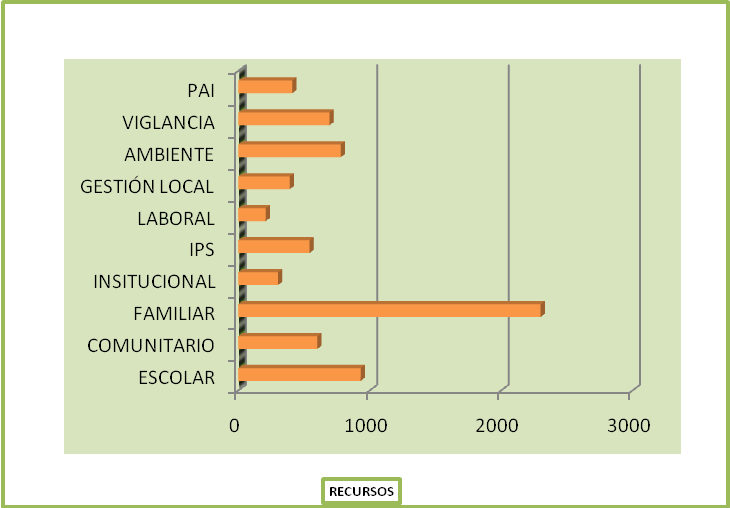 PAI
VIGLANCIA
AMBIENTE
GESTIÓN LOCAL
LABORAL
IPS
INSITUCIONAL
FAMILIAR
COMUNITARIO
ESCOLAR
0 1000 2000 3000
RECURSOS